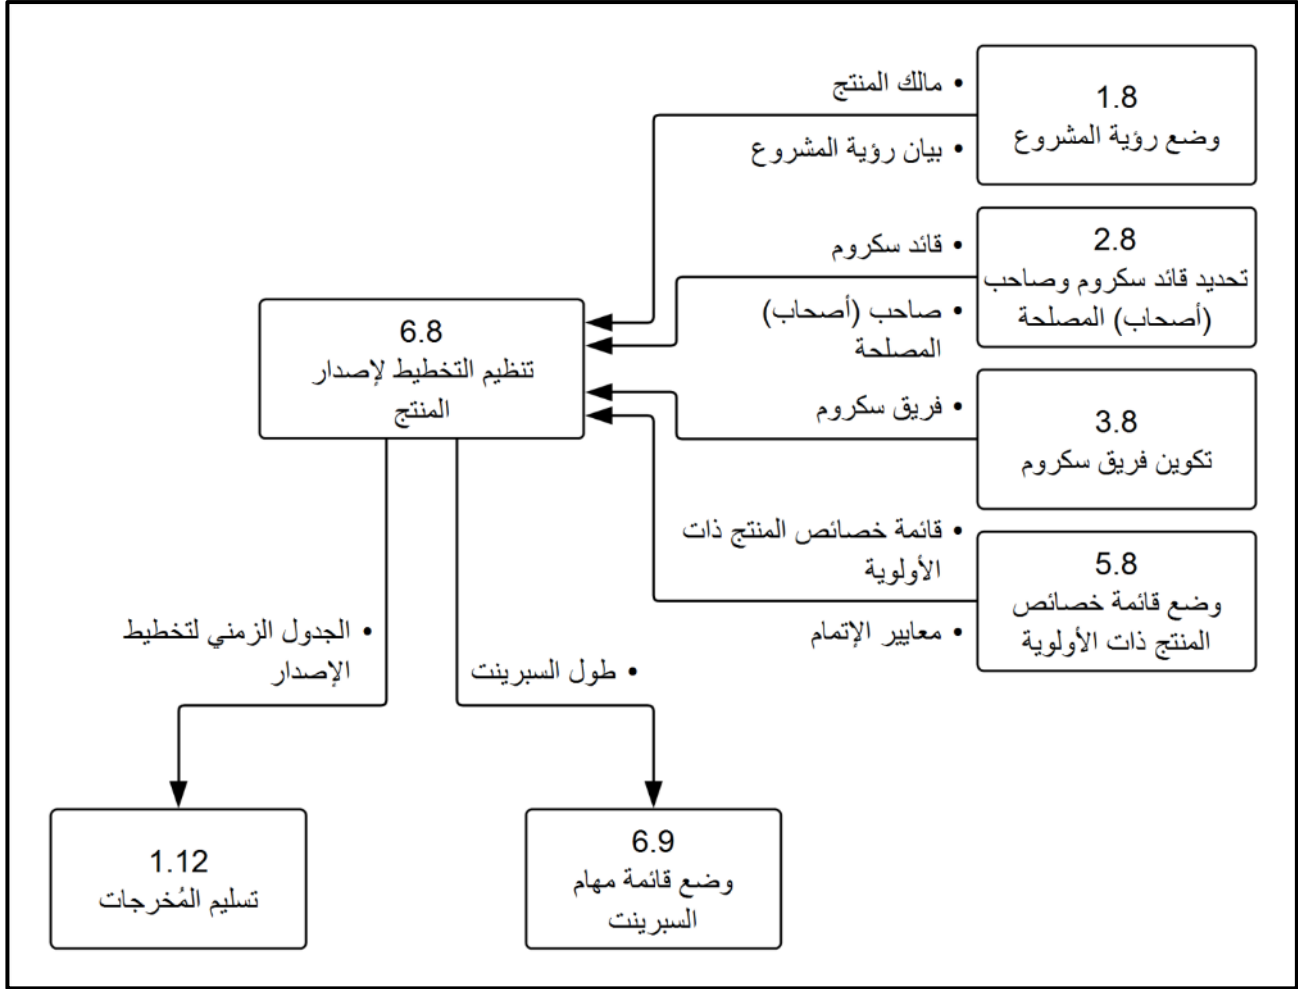 1.8
وضع رؤية المشروع
• مالك المنتج
• بيان رؤية المشروع
2.8
تحديد قائد سكروم وصاحب
(أصحاب) المصلحة
• قائد سكروم
• صاحب (أصحاب)
المصلحة
6.8
تنظيم التخطيط لإصدار
المنتج
3.8
تكوين فريق سكروم
• فريق سكروم
5.8
وضع قائمة خصائص
المنتج ذات الأولوية
• قائمة خصائص المنتج ذات
الأولوية
• معايير الإتمام
• طول السبرينت
• الجدول الزمني لتخطيط
الإصدار
6.9
وضع قائمة مهام
السبرينت
1.12
تسليم المُخرجات